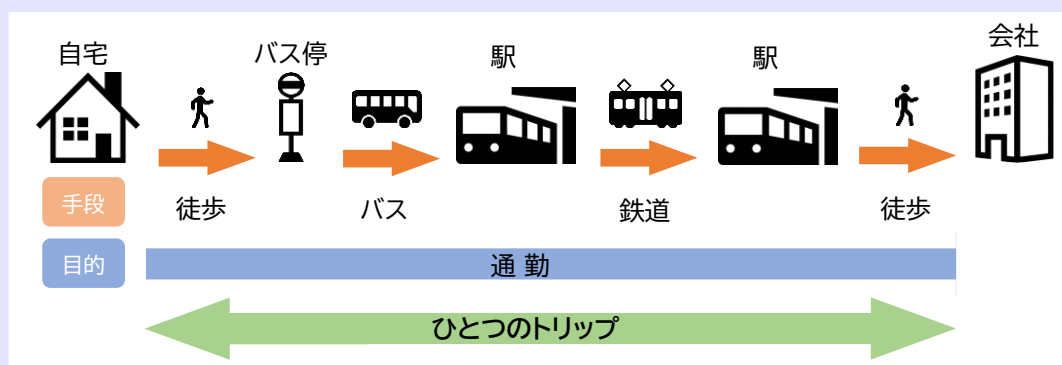 自宅
バス停
駅
駅
会社
手段
徒歩
バス
鉄道
徒歩
目的
通 勤
ひとつのトリップ